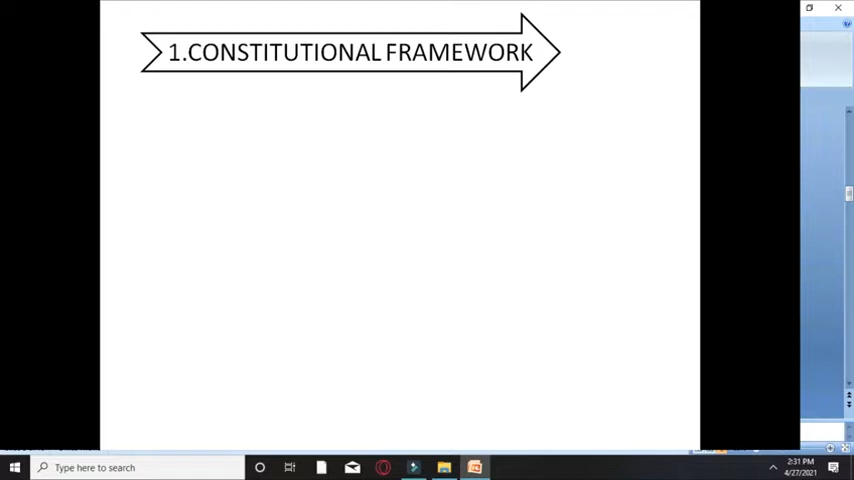 1.CONSTITUTIONAL FRAMEWORK
Type here to search
2:31 PM
4/27/2021